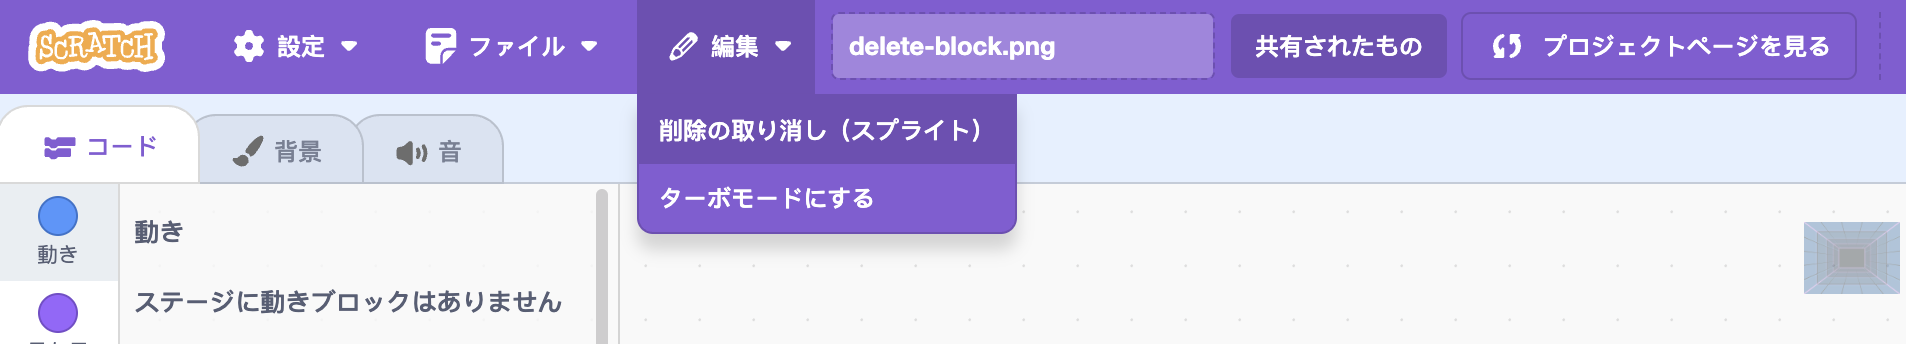 SCRATCH
設定
ファイル
編集
delete-block.png
共有されたもの
プロジェクトページを見る
削除の取り消し（スプライト）
ターボモードにする
コード
背景
音
動き
動き
ステージに動きブロックはありません